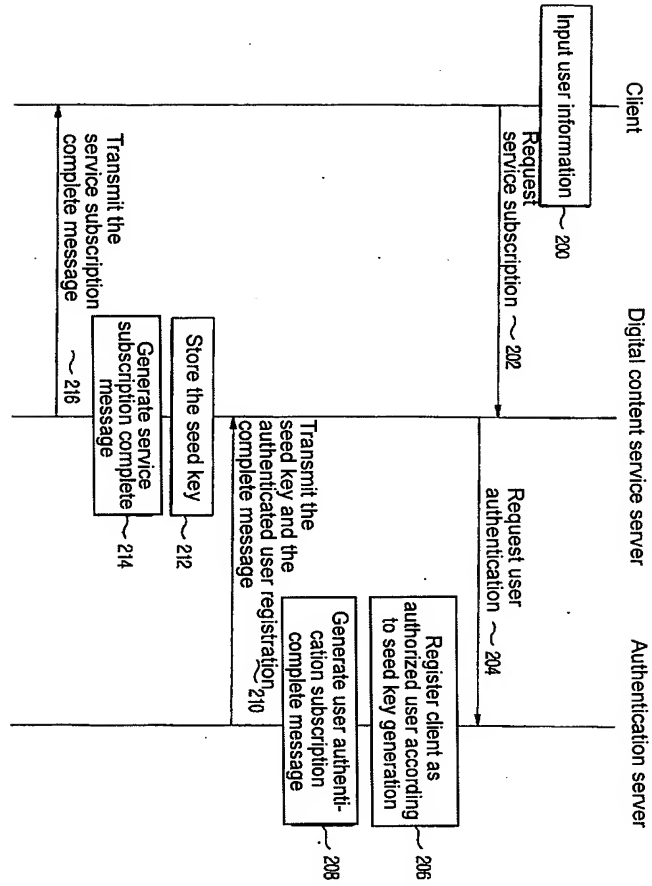 Client
Digital content service server
Authentication server
Input user information
200
Request
service subscription
202
Request user
authentication
204
Register client as
authorized user according
to seed key generation
206
Generate user authenti-
cation subscription
complete message
208
Transmit the
seed key and the
authenticated user registration
complete message
210
Store the seed key
212
Generate service
subscription complete
message
214
Transmit the
service subscription
complete message
216